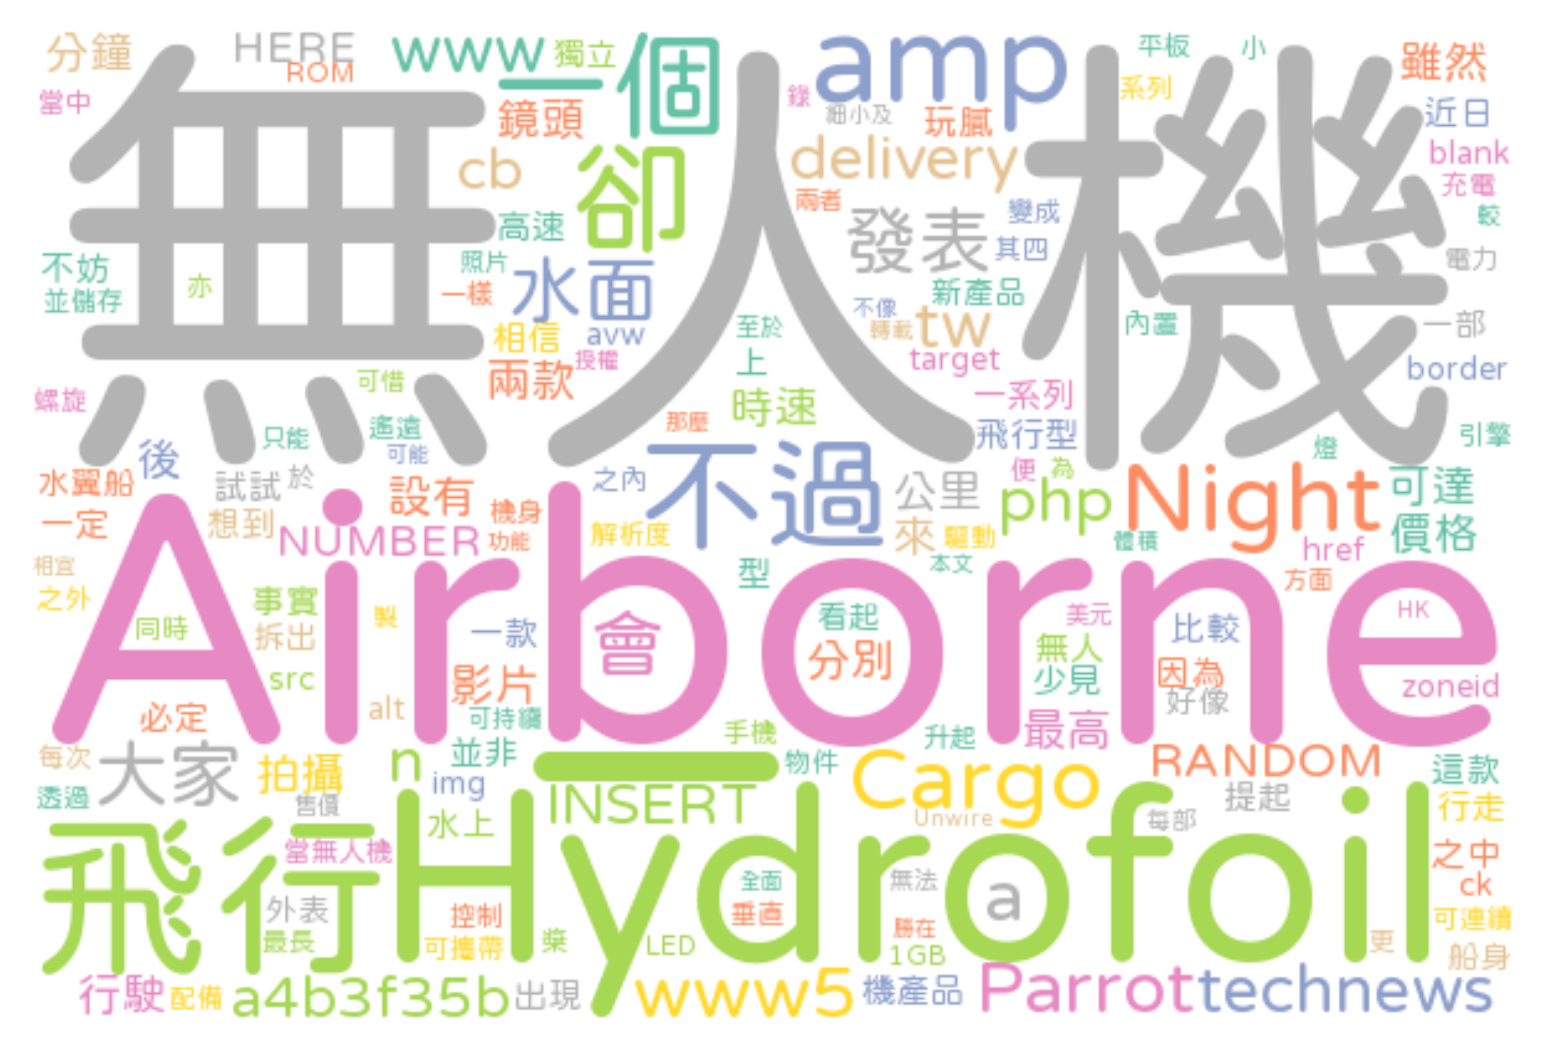 分鐘
HERE
ROM
www
獨立
一個
amp
平板
小
雖然
當中
鏡頭
錄
細小及
玩膩
系列
近日
無人機
cb
卻
delivery
blank
充電
兩者
變成
較
高速
發表
其四
不妨
照片
水面
電力
並儲存
亦
一樣
新產品
不像
相信
avw
至於
轉載
tw
內置
一部
授權
上
target
border
兩款
可借
螺旋
時速
一系列
那麼
遙遠
只能
可能
飛行型
燈
引擎
後
不過
水翼船
試試
於
設有
之內
公里
便
為
php
Night
可達
一定
想到
NUMBER
機身
功能
解析度
來
驅動
體積
href
價格
相宜
型
本文
方面
之外
Airborne
事實
製
同時
拆出
一款
會
看起
分別
美元
無人
比較
HK
src
影片
少見
因為
zoneid
必定
alt
可持續
好像
最高
手機
升起
每次
大家
拍攝
n
並非
物件
Cargo
RANDOM
這款
透過
售價
img
INSERT
Unwire
提起
行走
水上
每部
飛行
當無人機
Hydrofoil
之中
ck
外表
全面
無法
a
最長
控制
垂直
勝在
可連續
可攜帶
槳
LED
1GB
更
船身
行駛
配備
a4b3f35b
出現
www5
機產品
Parrot
technews